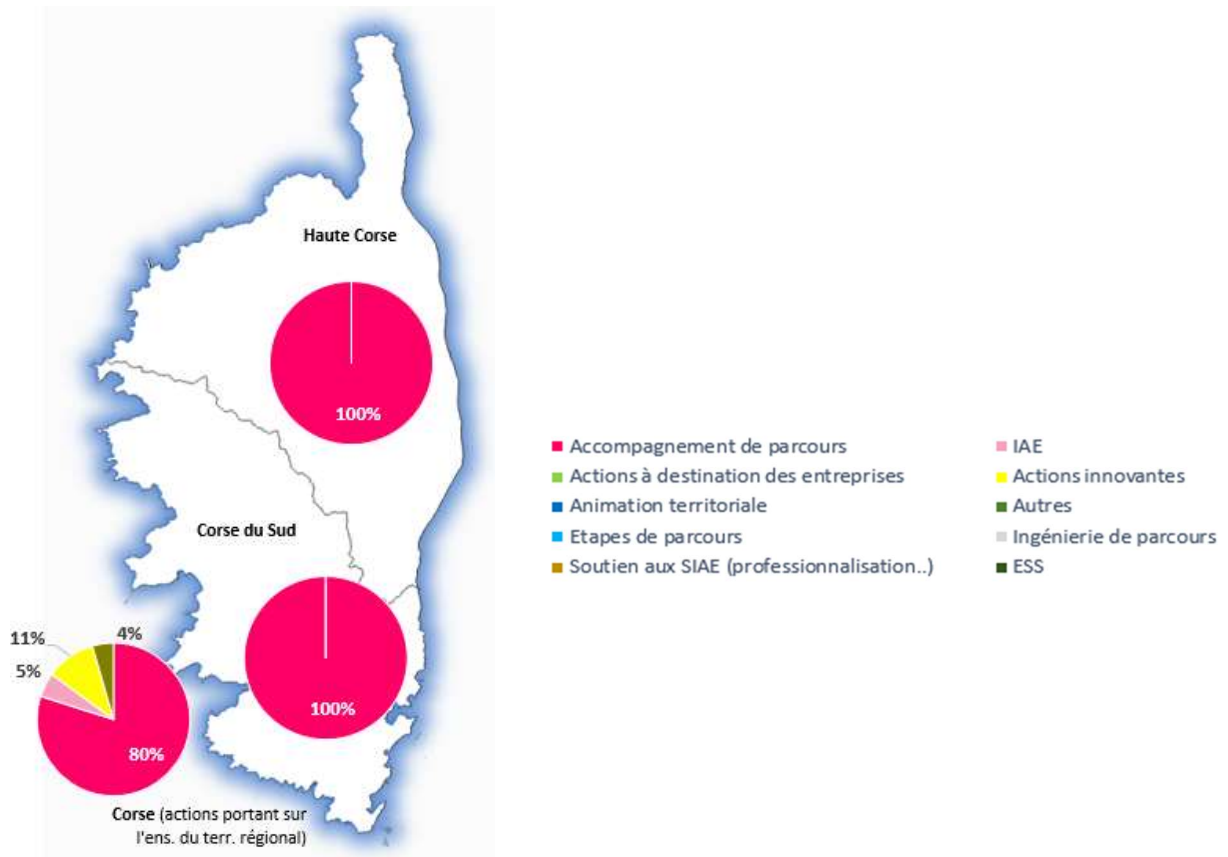 Haute Corse
100%
Corse du Sud
100%
11%
4%
5%
80%
Corse (actions portant sur
l'ens. du terr. régional)
Accompagnement de parcours
IAE
Actions à destination des entreprises
Actions innovantes
Animation territoriale
Autres
Etapes de parcours
Ingénierie de parcours
Soutien aux SIAE (professionnalisation..)
ESS